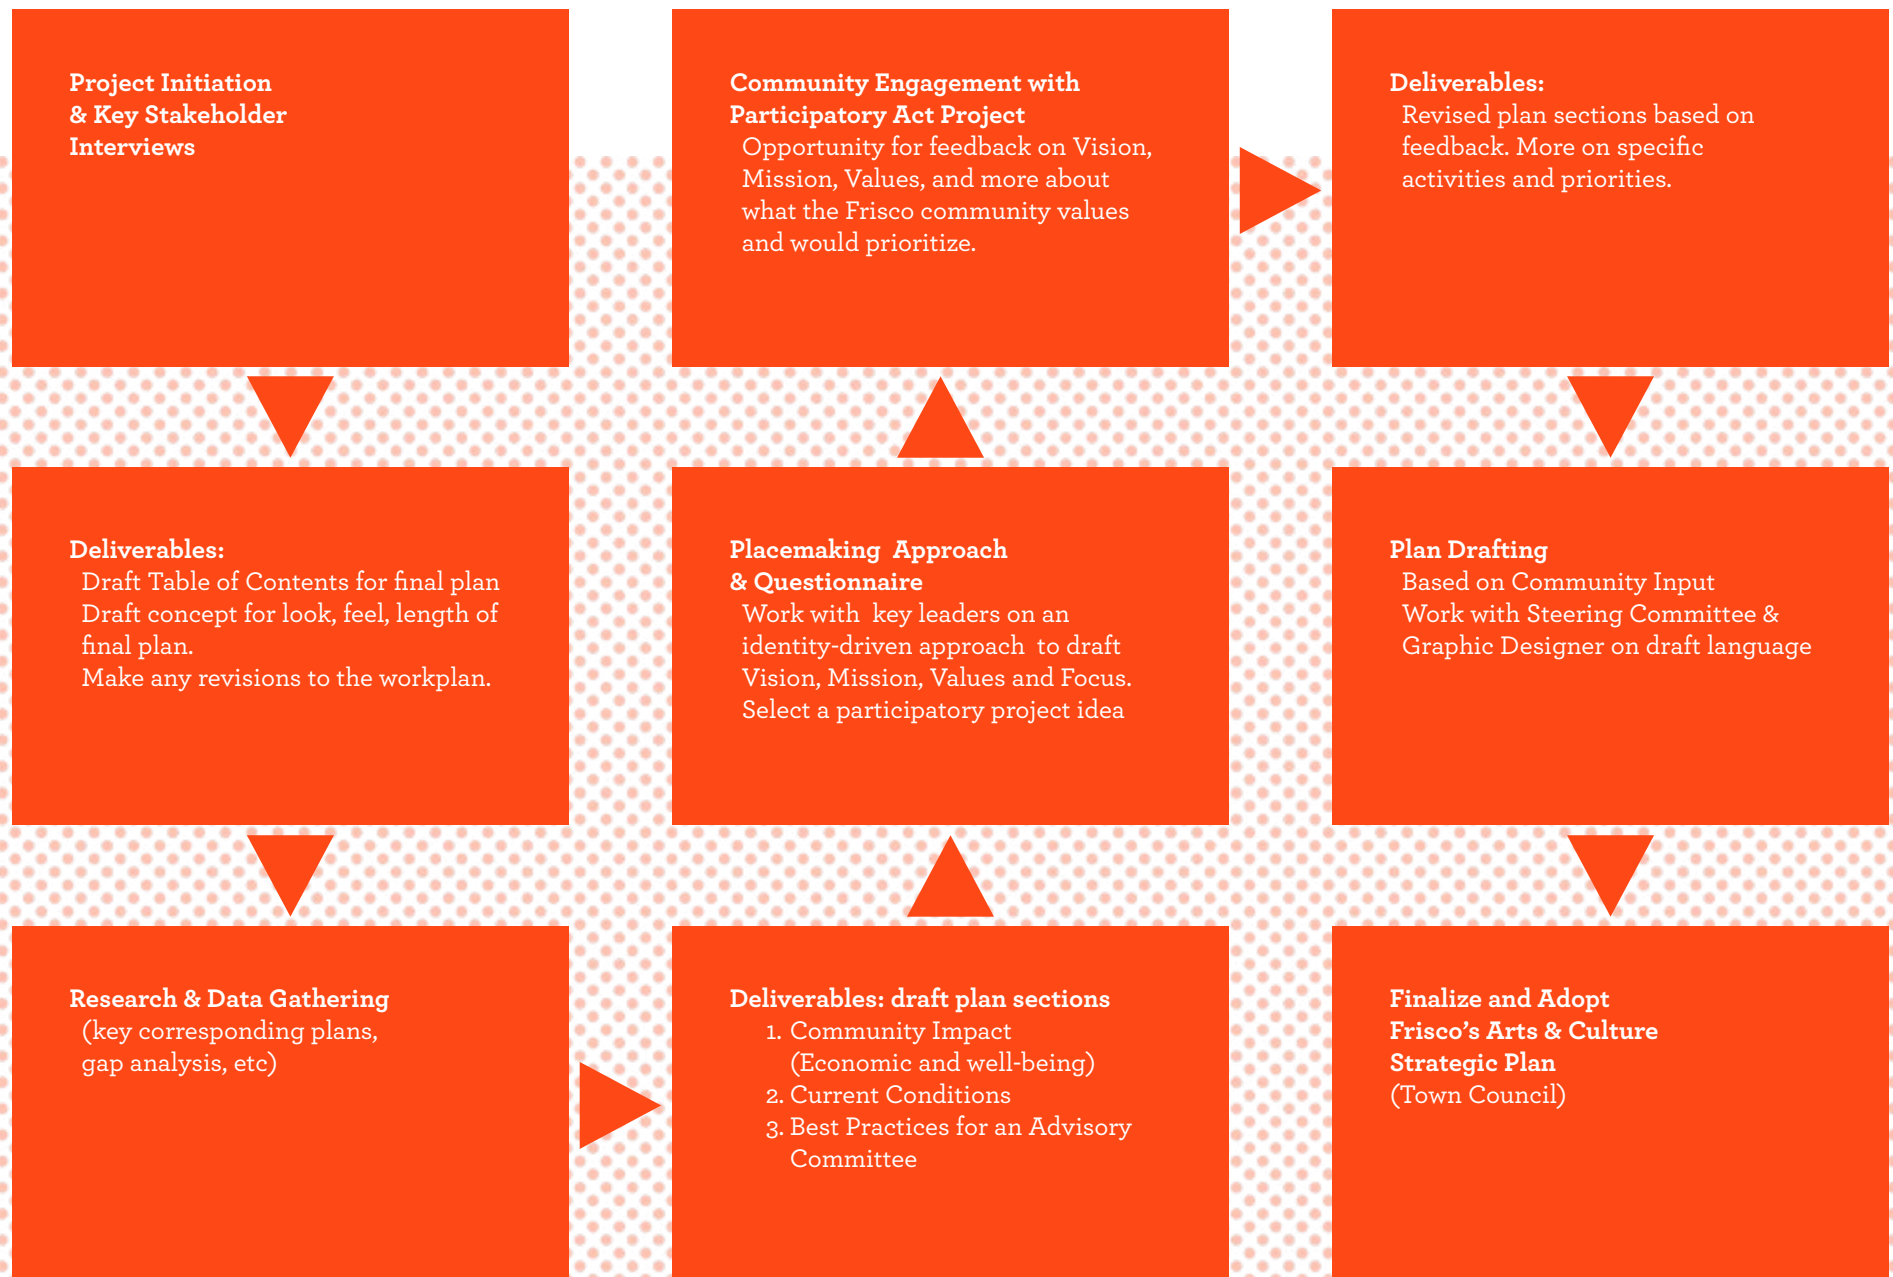 Project Initiation
& Key Stakeholder
Interviews
Deliverables:
Draft Table of Contents for final plan
Draft concept for look, feel, length of
final plan.
Make any revisions to the workplan.
Research & Data Gathering
(key corresponding plans,
gap analysis, etc)
Deliverables: draft plan sections
1. Community Impact
(Economic and well-being)
2. Current Conditions
3. Best Practices for an Advisory
Committee
Placemaking Approach
& Questionnaire
Work with key leaders on an
identity-driven approach to draft
Vision, Mission, Values and Focus.
Select a participatory project idea
Community Engagement with
Participatory Act Project
Opportunity for feedback on Vision,
Mission, Values, and more about
what the Frisco community values
and would prioritize.
Deliverables:
Revised plan sections based on
feedback. More on specific
activities and priorities.
Plan Drafting
Based on Community Input
Work with Steering Committee &
Graphic Designer on draft language
Finalize and Adopt
Frisco’s Arts & Culture
Strategic Plan
(Town Council)